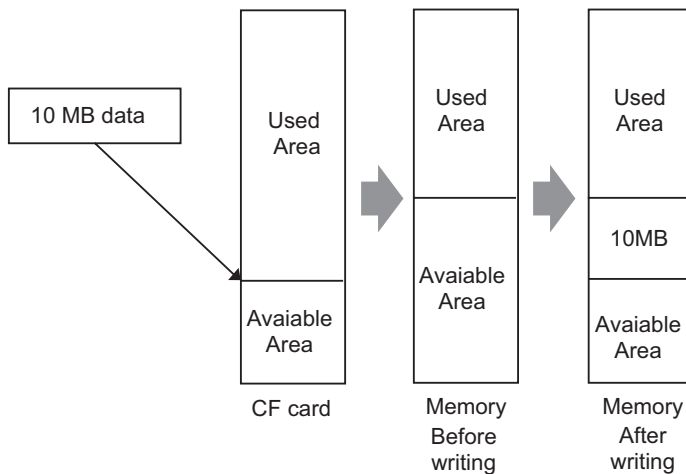 10 MB data
Used
Area
Avaiable
Area
CF card
Used
Area
Avaiable
Area
Memory
Before
writing
Used
Area
10MB
Avaiable
Area
Memory
After
writing